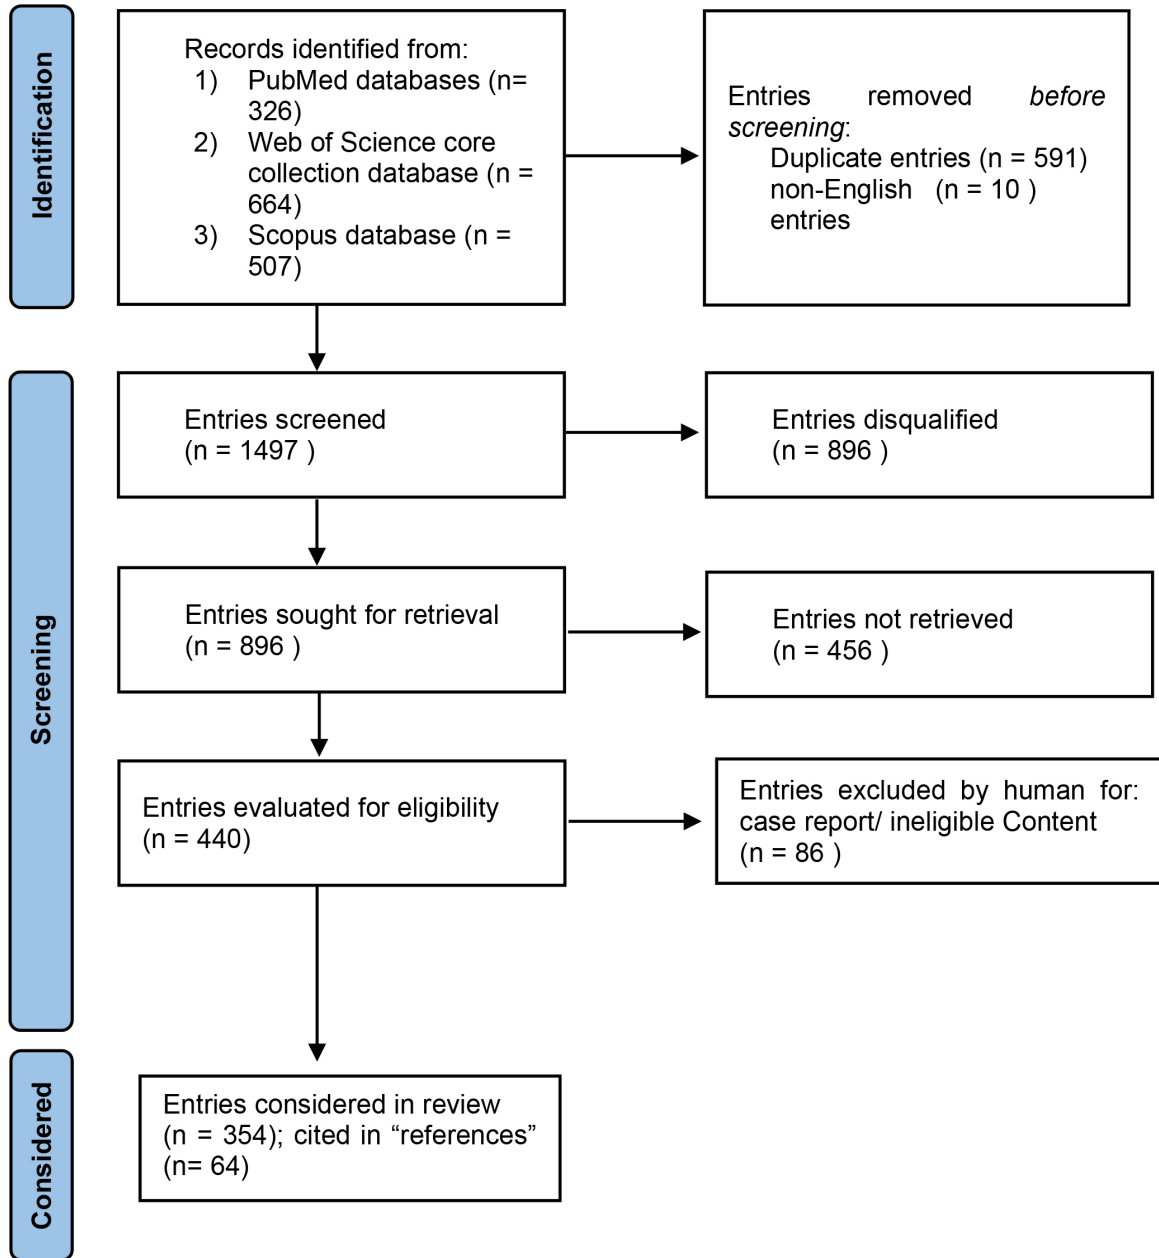 Identification
Records identified from:
1) PubMed databases (n=
326)
2) Web of Science core
collection database (n =
664)
3) Scopus database (n =
507)
Entries removed before
screening:
Duplicate entries (n = 591)
non-English (n = 10 )
entries
Screening
Entries screened
(n = 1497 )
Entries disqualified
(n = 896 )
Entries sought for retrieval
(n = 896 )
Entries not retrieved
(n = 456 )
Entries evaluated for eligibility
(n = 440)
Entries excluded by human for:
case report/ ineligible Content
(n = 86 )
Considered
Entries considered in review
(n = 354); cited in “references”
(n= 64)